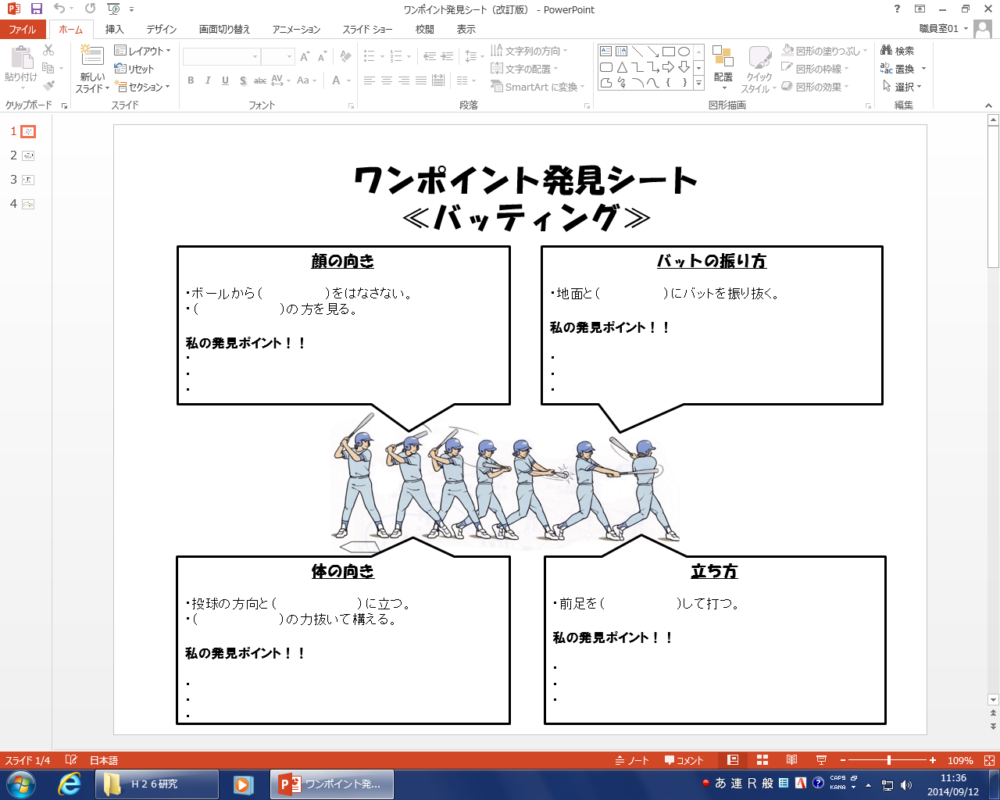 ワンポイント発見シート（改訂版） - PowerPoint
ファイル ホーム 挿入 デザイン 画面切り替え アニメーション スライド ショー 校閲 表示 職員室01
貼り付け 新しい スライド レイアウト リセット セクション
B I U S abc AV Aa A
文字列の方向 文字の配置 SmartArt に変換
配置 クイック スタイル 図形の塗りつぶし 図形の枠線 図形の効果
検索 置換 選択
クリップボード スライド フォント 段落 図形描画 編集
1
2
3
4
ワンポイント発見シート
≪バッティング≫
顔の向き
・ボールから（　　　　　）をはなさない。
・（　　　　　　）の方を見る。
私の発見ポイント！！
・
・
・
バットの振り方
・地面と（　　　　　）にバットを振り抜く。
私の発見ポイント！！
・
・
・
体の向き
・投球の方向と（　　　　　　）に立つ。
・（　　　　　　）の力抜いて構える。
私の発見ポイント！！
・
・
・
立ち方
・前足を（　　　　　）して打つ。
私の発見ポイント！！
・
・
・
スライド 1/4 日本語 ノート コメント 109%
Ｈ２６研究 ワンポイント発... あ 連 R 般 CAPS KANA 11:36
2014/09/12